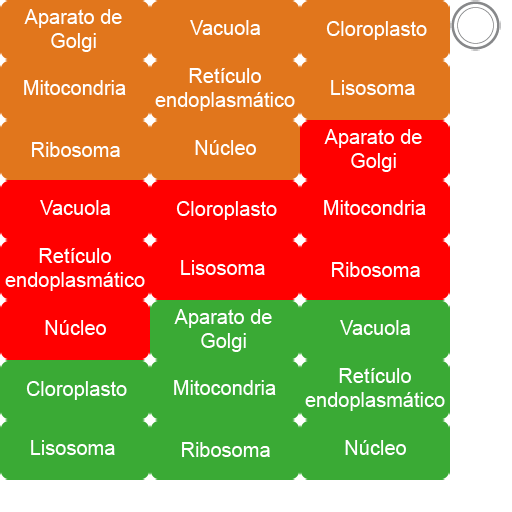 Aparato de
Golgi
Vacuola
Cloroplasto
Mitocondria
Retículo
endoplasmático
Lisosoma
Ribosoma
Núcleo
Aparato de
Golgi
Vacuola
Cloroplasto
Mitocondria
Retículo
endoplasmático
Lisosoma
Ribosoma
Núcleo
Aparato de
Golgi
Vacuola
Cloroplasto
Mitocondria
Retículo
endoplasmático
Lisosoma
Ribosoma
Núcleo